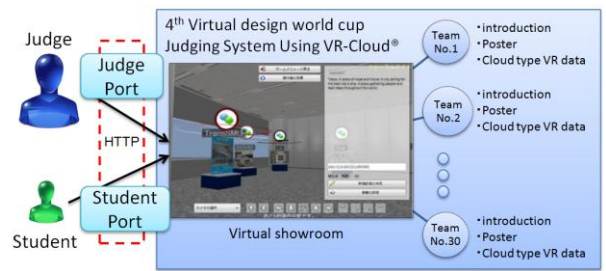 4th Virtual design world cup
Judging System Using VR-Cloud®
Judge
Judge
Port
HTTP
Student
Port
Student
TranSMID
Virtual showroom
Team
No.1
・introduction
・Poster
・Cloud type VR data
Team
No.2
・introduction
・Poster
・Cloud type VR data
Team
No.30
・introduction
・Poster
・Cloud type VR data